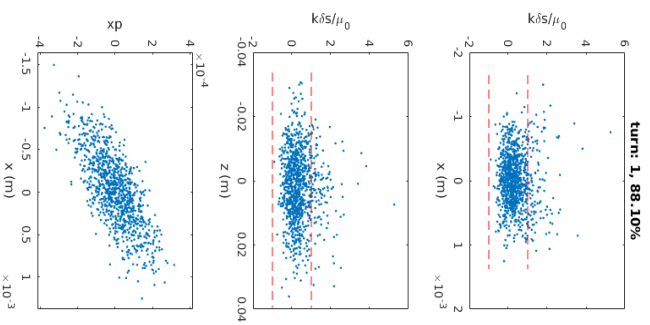 turn: 1, 88.10%
kδs/μ₀
6
4
2
0
-2
-2 -1 0 1 2
x (m)
×10⁻³
kδs/μ₀
6
4
2
0
-2
-0.04 -0.02 0 0.02 0.04
z (m)
×10⁻⁴
xp
4
2
0
-2
-4
-1.5 -1 -0.5 0 0.5 1
x (m)
×10⁻³